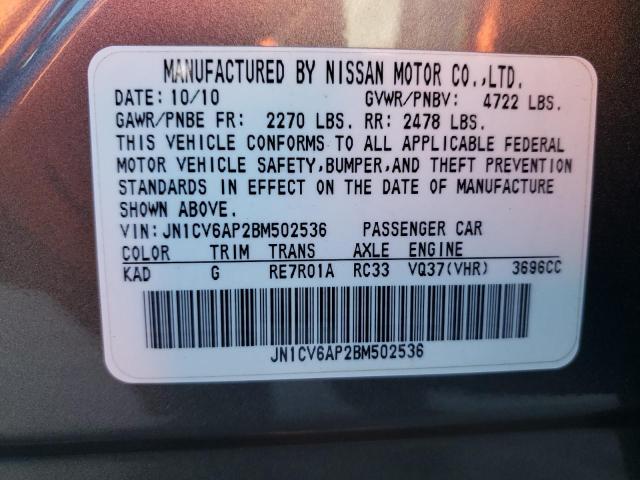 MANUFACTURED BY NISSAN MOTOR CO.,LTD.
DATE: 10/10 GVWR/PNBV: 4722 LBS.
GAWR/PNBE FR: 2270 LBS. RR: 2478 LBS.
THIS VEHICLE CONFORMS TO ALL APPLICABLE FEDERAL
MOTOR VEHICLE SAFETY,BUMPER,AND THEFT PREVENTION
STANDARDS IN EFFECT ON THE DATE OF MANUFACTURE
SHOWN ABOVE.
VIN: JN1CV6AP2BM502536 PASSENGER CAR
COLOR TRIM TRANS AXLE ENGINE
KAD G RE7R01A RC33 VQ37(VHR) 3696CC
JN1CV6AP2BM502536